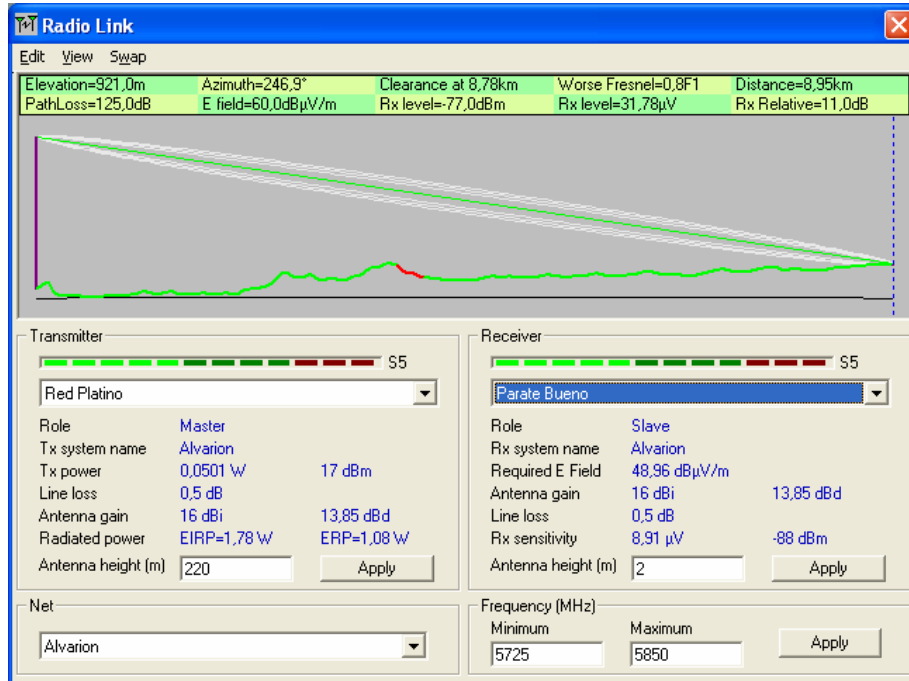 Radio Link
Edit View Swap
Elevation=921,0m Azimuth=246,9° Clearance at 8,78km Worse Fresnel=0,8F1 Distance=8,95km
PathLoss=125,0dB E field=60,0dBµV/m Rx level=-77,0dBm Rx level=31,78µV Rx Relative=11,0dB
Transmitter
S5
Red Platino
Role Master
Tx system name Alvarion
Tx power 0,0501 W 17 dBm
Line loss 0,5 dB
Antenna gain 16 dBi 13,85 dBd
Radiated power EIRP=1,78 W ERP=1,08 W
Antenna height (m) 220 Apply
Receiver
S5
Parate Bueno
Role Slave
Rx system name Alvarion
Required E Field 48,96 dBµV/m
Antenna gain 16 dBi 13,85 dBd
Line loss 0,5 dB
Rx sensitivity 8,91 µV -88 dBm
Antenna height (m) 2 Apply
Net
Alvarion
Frequency (MHz)
Minimum Maximum
5725 5850 Apply